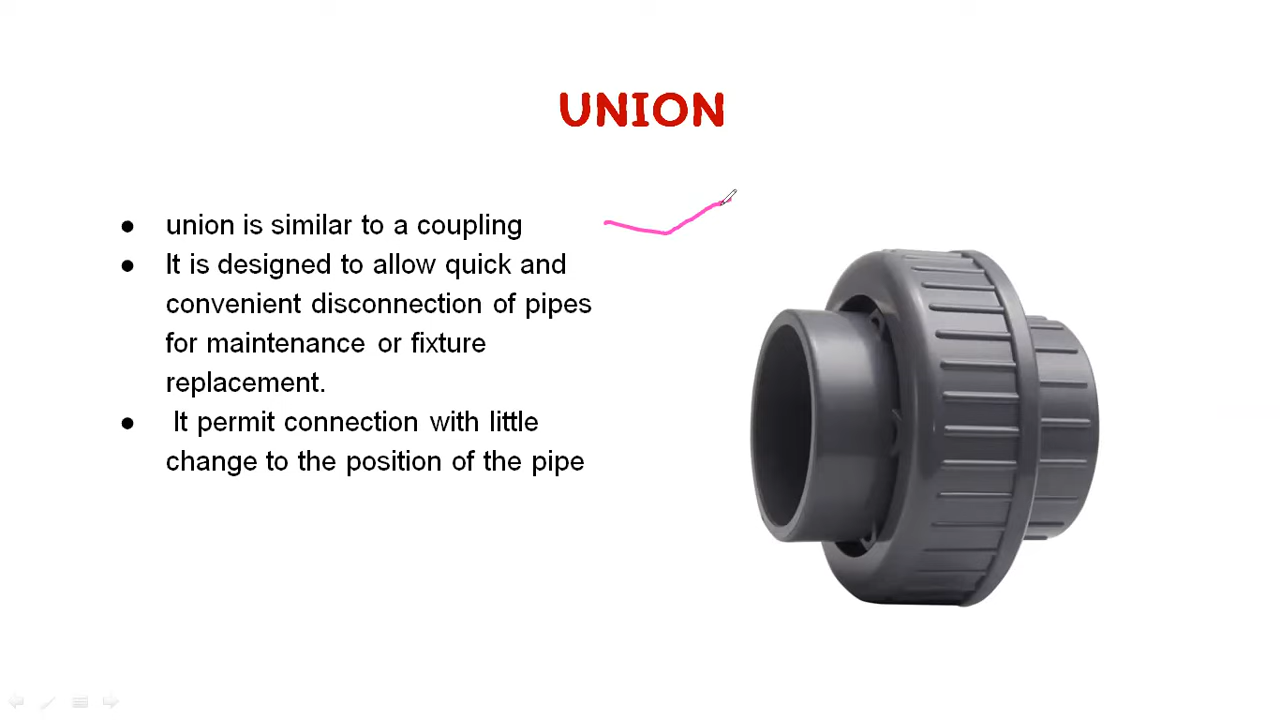 UNION
● union is similar to a coupling
● It is designed to allow quick and
convenient disconnection of pipes
for maintenance or fixture
replacement.
● It permit connection with little
change to the position of the pipe